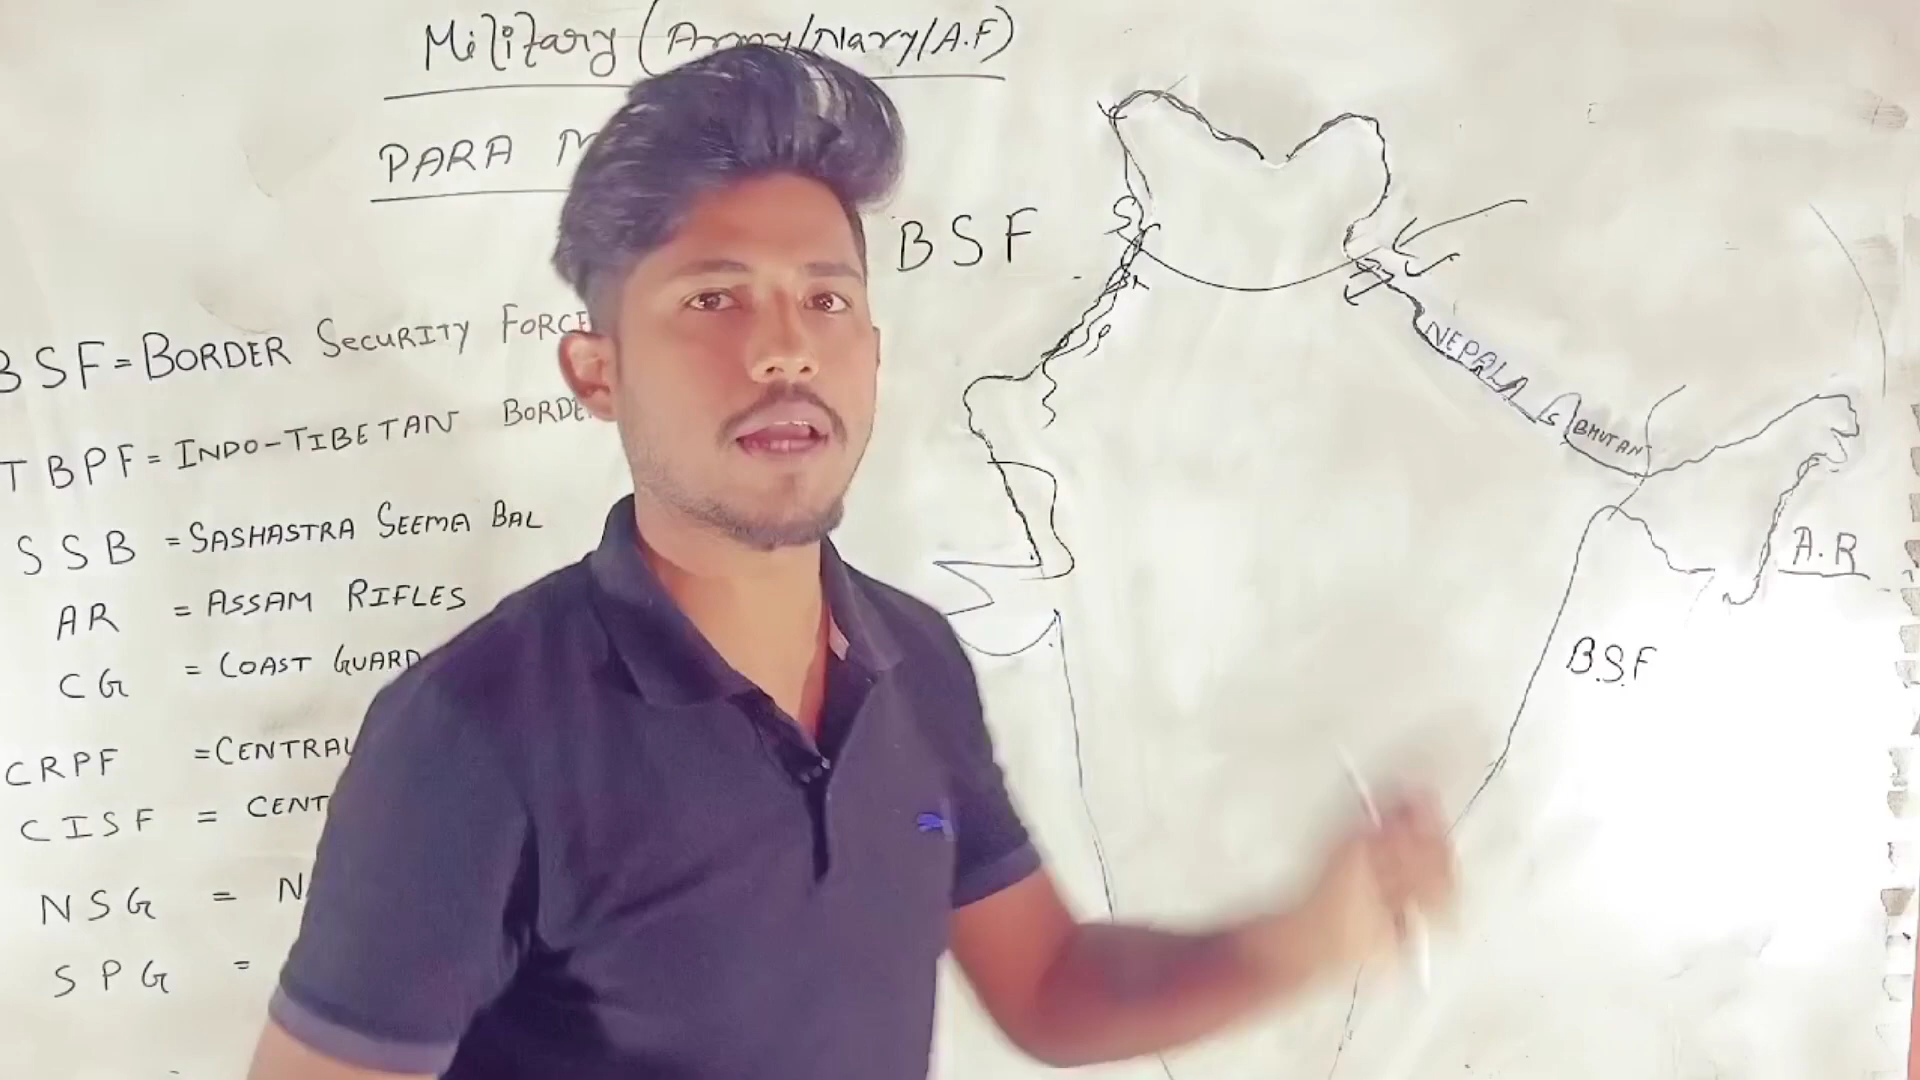 Military (Army/Navy/A.F)
PARA M
BSF = BORDER SECURITY FORCE
TBPF = INDO-TIBETAN BORDE
SSB = SASHASTRA SEEMA BAL
AR = ASSAM RIFLES
CG = COAST GUARD
CRPF = CENTRAL
CISF = CENT
NSG = N
SPG =
BSF
NEPAL & BHUTAN
A.R
B.S.F